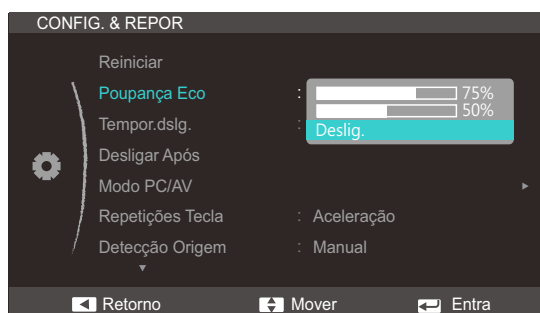 CONFIG. & REPOR
Reiniciar
Poupança Eco :
75%
50%
Deslig.
Tempor.dslg. :
Desligar Após
Modo PC/AV
Repetições Tecla : Aceleração
Detecção Origem : Manual
Retorno Mover Entra